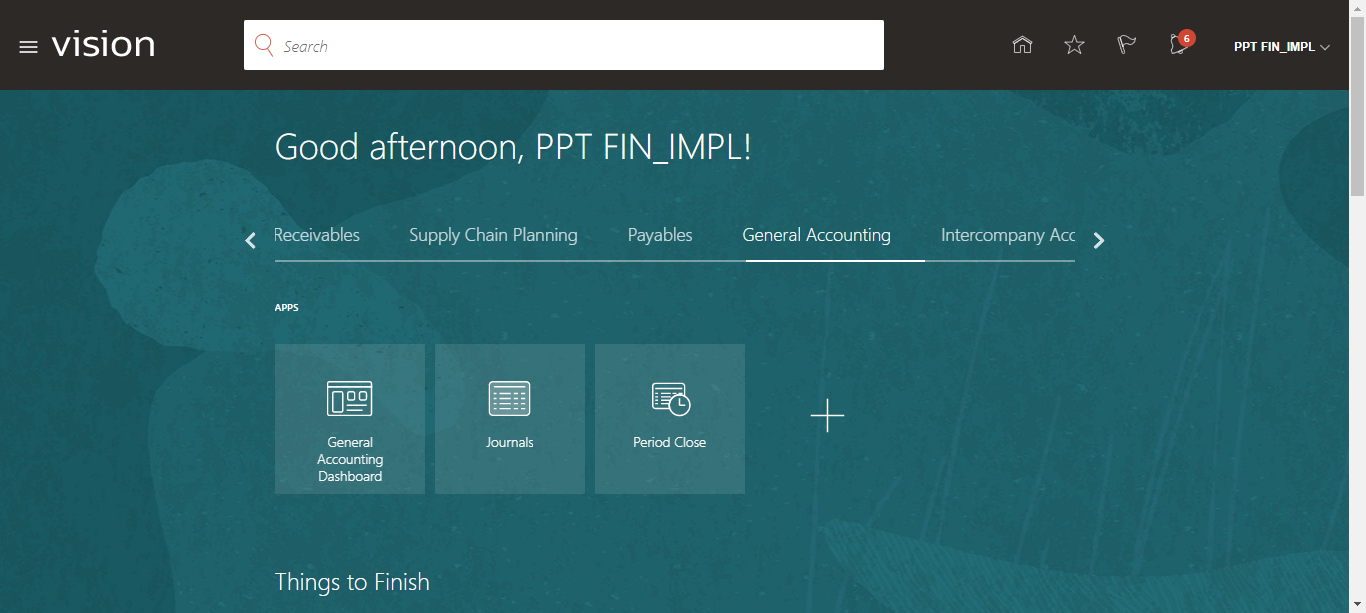 vision
Search
6
PPT FIN_IMPL
Good afternoon, PPT FIN_IMPL!
Receivables Supply Chain Planning Payables General Accounting Intercompany Acc
APPS
General
Accounting
Dashboard
Journals
Period Close
Things to Finish